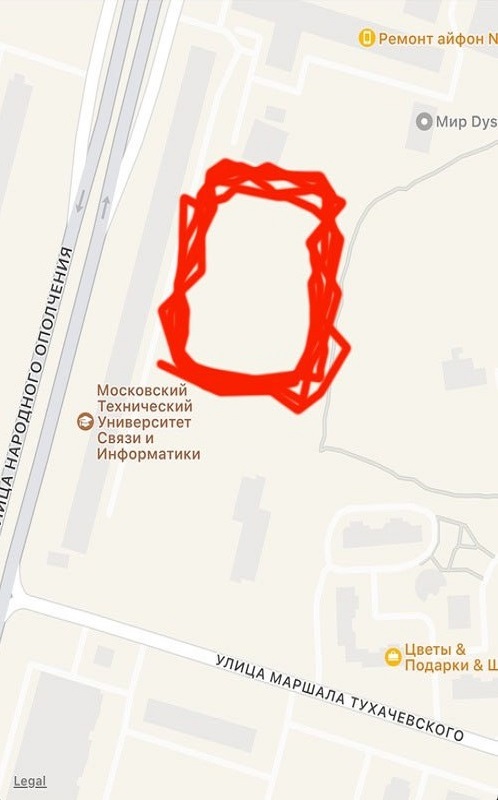 Ремонт айфон N
Мир Dys
УЛИЦА НАРОДНОГО ОПОЛЧЕНИЯ
Московский
Технический
Университет
Связи и
Информатики
Цветы &
Подарки & Ш
УЛИЦА МАРШАЛА ТУХАЧЕВСКОГО
Legal